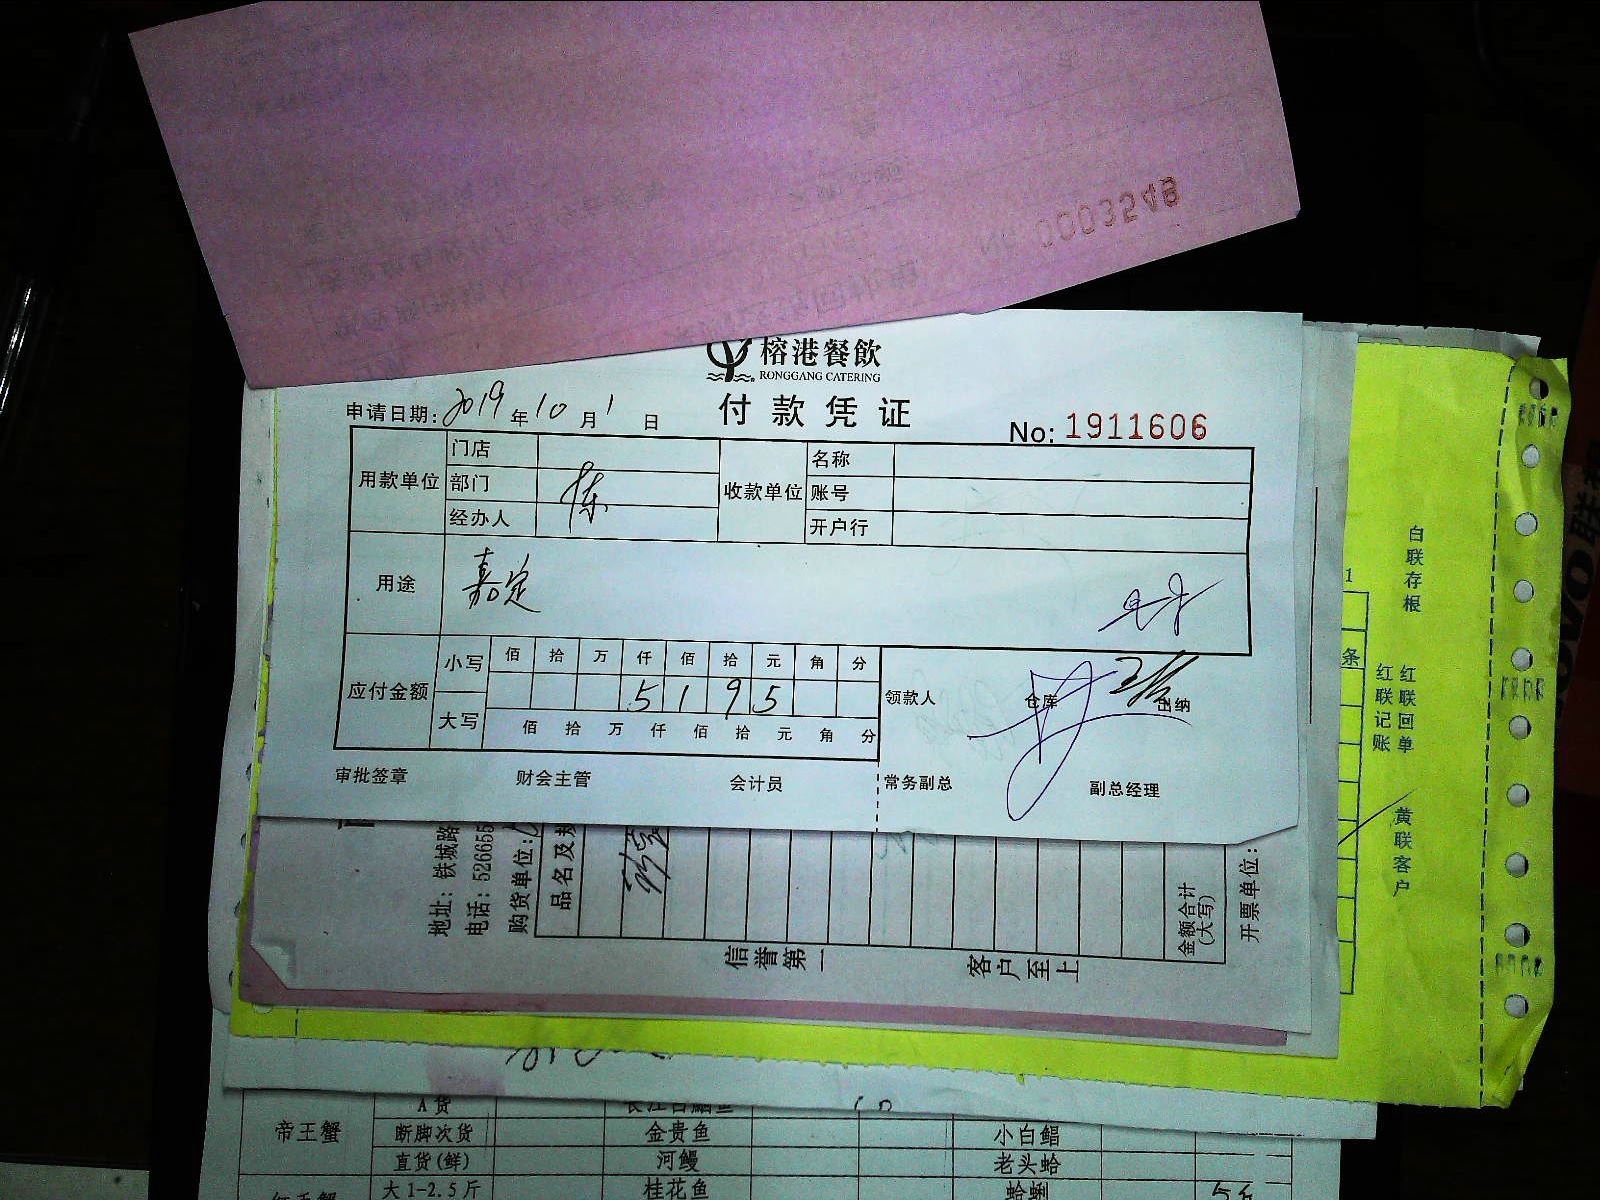 0003548
榕港餐飲
RONGGANG CATERING
付款凭证
申请日期: 2019 年 10 月 1 日
No: 1911606
用款单位 门店 收款单位 名称
部门 陈 账号
经办人 开户行
用途 嘉定
应付金额 小写 佰 拾 万 仟 佰 拾 元 角 分
5 1 9 5
大写 佰 拾 万 仟 佰 拾 元 角 分
领款人 仓库 出纳
审批签章 财会主管 会计员 常务副总 副总经理
地址: 铁城路
电话: 526655
购货单位:
品名及规
金额合计
(大写)
开票单位:
信誉第一 客户至上
1
条
白联存根
红联回单
红联记账
黄联客户
A货
帝王蟹 断脚次货 金贵鱼 小白鲳
直货(鲜) 河鳗 老头蛤
大1-2.5斤 桂花鱼 蛤蜊